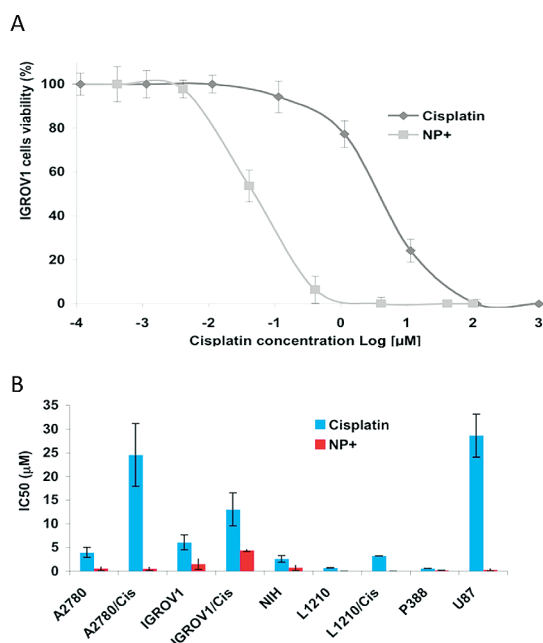 A
IGROV1 cells viability (%)
100
80
60
40
20
0
Cisplatin
NP+
-4 -3 -2 -1 0 1 2 3
Cisplatin concentration Log [µM]
B
IC50 (µM)
35
30
25
20
15
10
5
0
Cisplatin
NP+
A2780 A2780/Cis IGROV1 IGROV1/Cis NIH L1210 L1210/Cis P388 U87